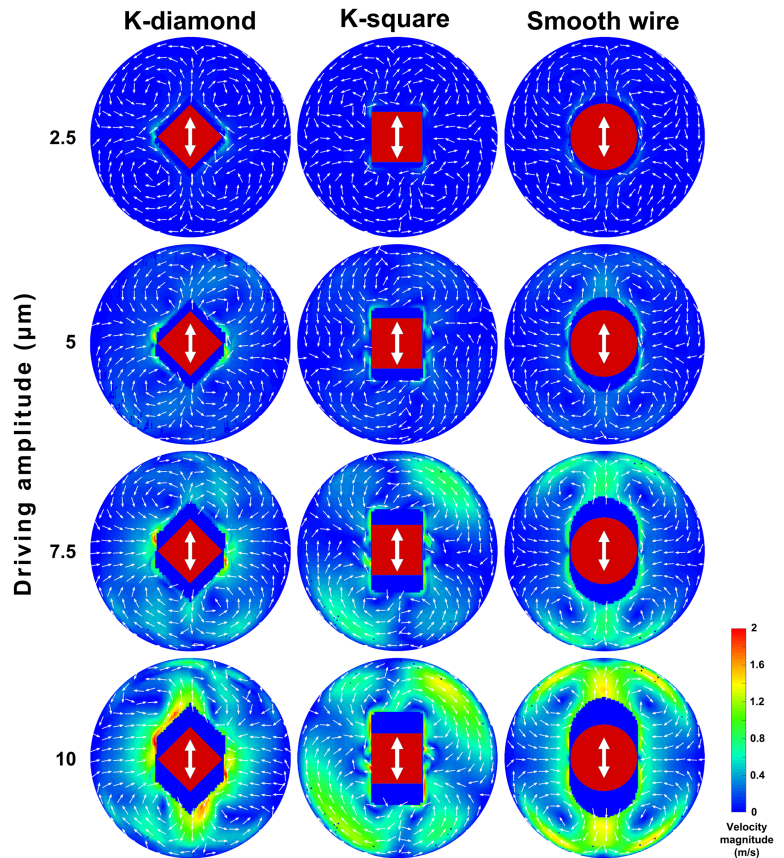 K-diamond
K-square
Smooth wire
Driving amplitude (μm)
2.5
5
7.5
10
2
1.6
1.2
0.8
0.4
0
Velocity
magnitude
(m/s)